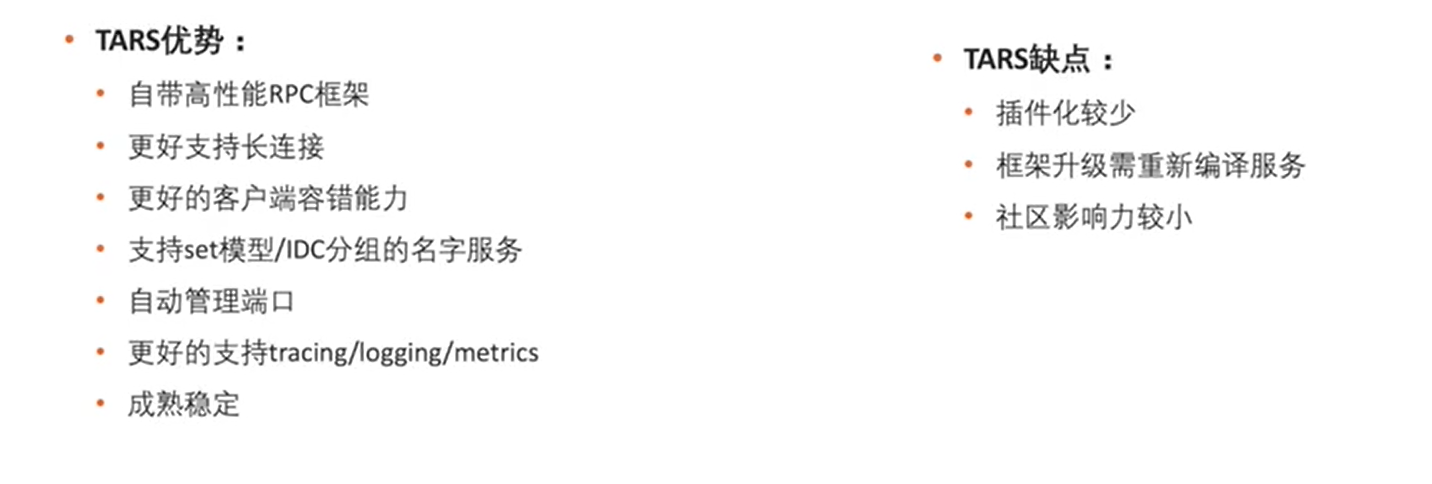 TARS优势：
自带高性能RPC框架
更好支持长连接
更好的客户端容错能力
支持set模型/IDC分组的名字服务
自动管理端口
更好的支持tracing/logging/metrics
成熟稳定
TARS缺点：
插件化较少
框架升级需重新编译服务
社区影响力较小